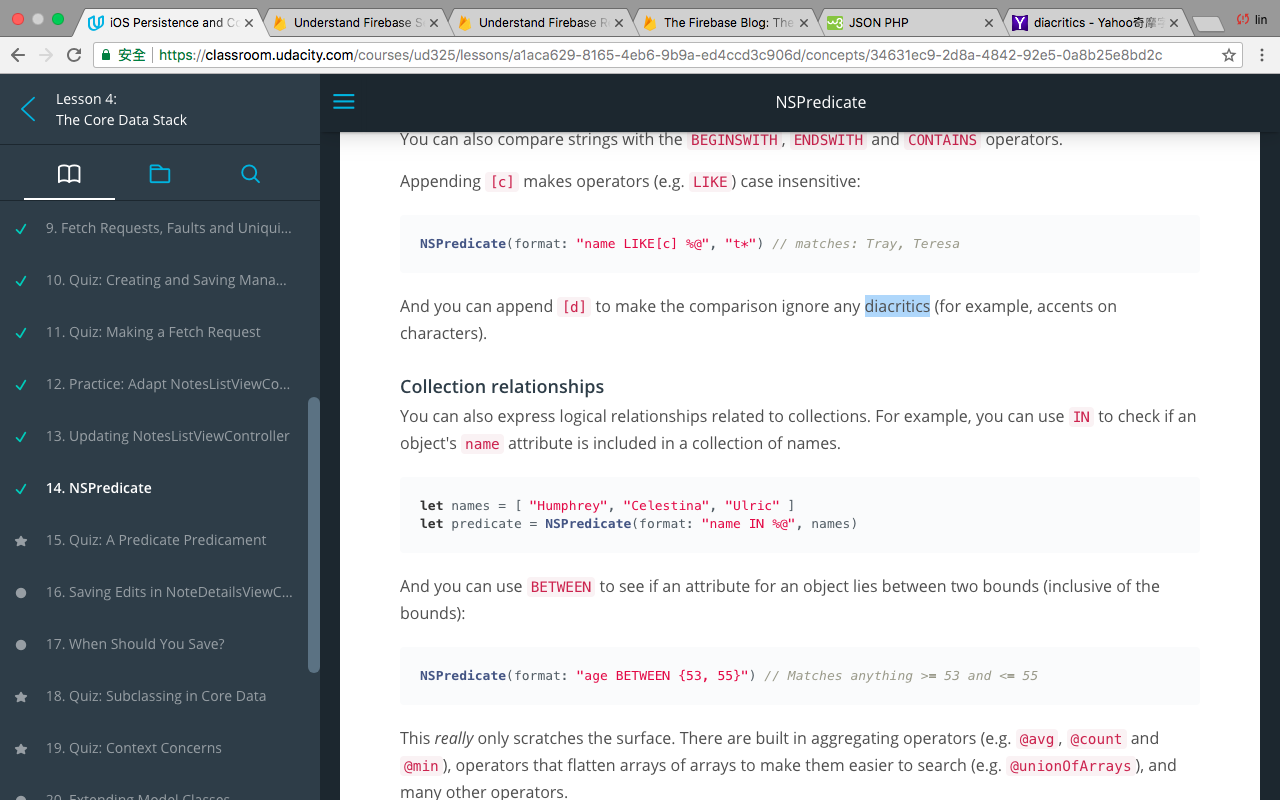 iOS Persistence and Co
Understand Firebase S
Understand Firebase R
The Firebase Blog: The
JSON PHP
diacritics - Yahoo奇摩字
lin
安全
https://classroom.udacity.com/courses/ud325/lessons/a1aca629-8165-4eb6-9b9a-ed4ccd3c906d/concepts/34631ec9-2d8a-4842-92e5-0a8b25e8bd2c
Lesson 4:
The Core Data Stack
NSPredicate
9. Fetch Requests, Faults and Uniqui...
10. Quiz: Creating and Saving Mana...
11. Quiz: Making a Fetch Request
12. Practice: Adapt NotesListViewCo...
13. Updating NotesListViewController
14. NSPredicate
15. Quiz: A Predicate Predicament
16. Saving Edits in NoteDetailsViewC...
17. When Should You Save?
18. Quiz: Subclassing in Core Data
19. Quiz: Context Concerns
20. Extending Model Classes
You can also compare strings with the BEGINSWITH, ENDSWITH and CONTAINS operators.
Appending [c] makes operators (e.g. LIKE) case insensitive:
NSPredicate(format: "name LIKE[c] %@", "t*") // matches: Tray, Teresa
And you can append [d] to make the comparison ignore any diacritics (for example, accents on
characters).
Collection relationships
You can also express logical relationships related to collections. For example, you can use IN to check if an
object's name attribute is included in a collection of names.
let names = [ "Humphrey", "Celestina", "Ulric" ]
let predicate = NSPredicate(format: "name IN %@", names)
And you can use BETWEEN to see if an attribute for an object lies between two bounds (inclusive of the
bounds):
NSPredicate(format: "age BETWEEN {53, 55}") // Matches anything >= 53 and <= 55
This really only scratches the surface. There are built in aggregating operators (e.g. @avg, @count and
@min), operators that flatten arrays of arrays to make them easier to search (e.g. @unionOfArrays), and
many other operators.